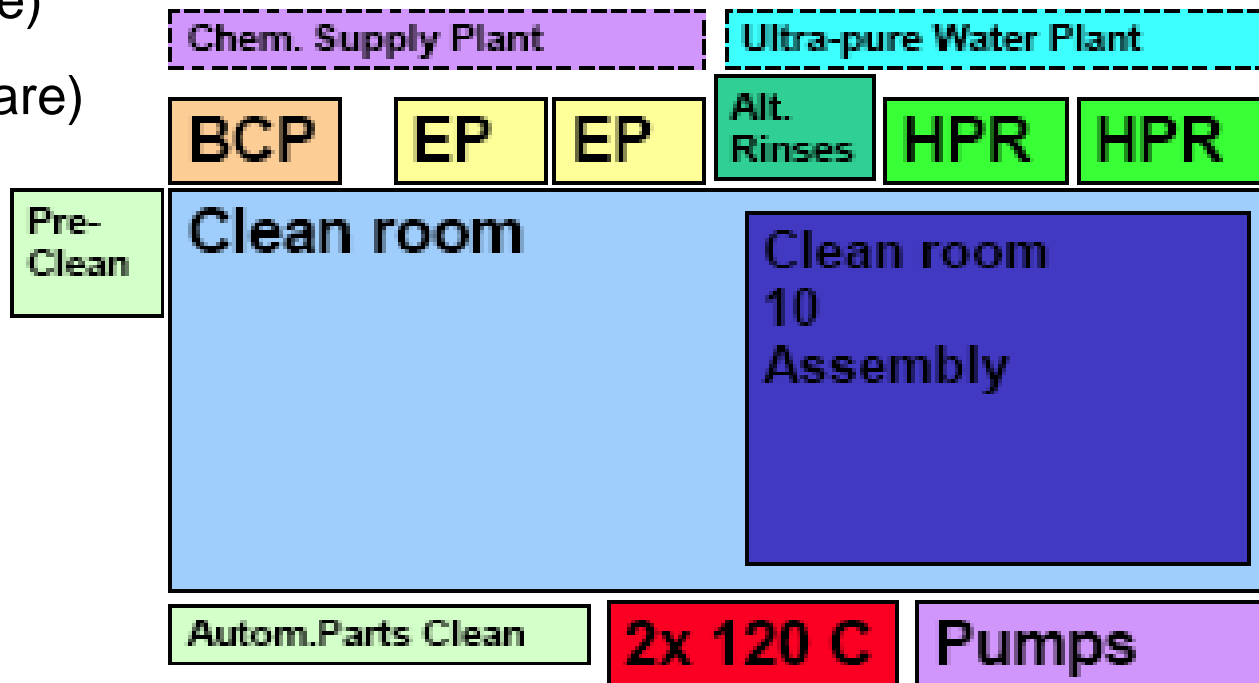 e)
Chem. Supply Plant
Ultra-pure Water Plant
are)
BCP
EP
EP
Alt.
Rinses
HPR
HPR
Pre-
Clean
Clean room
Clean room
10
Assembly
Autom.Parts Clean
2x 120 C
Pumps